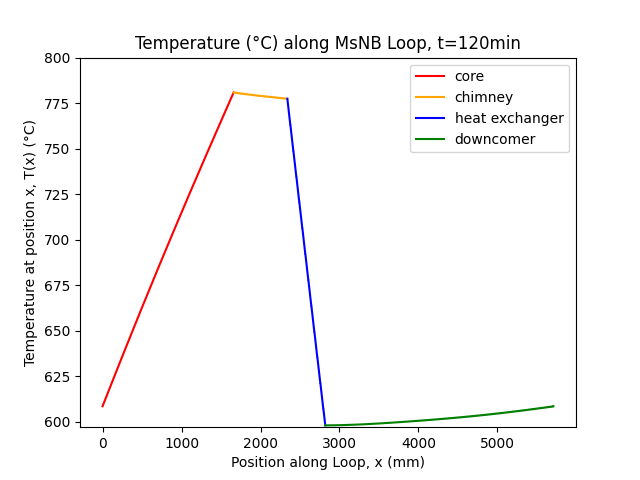 Temperature (°C) along MsNB Loop, t=120min
Temperature at position x, T(x) (°C)
800
775
750
725
700
675
650
625
600
core
chimney
heat exchanger
downcomer
0 1000 2000 3000 4000 5000
Position along Loop, x (mm)